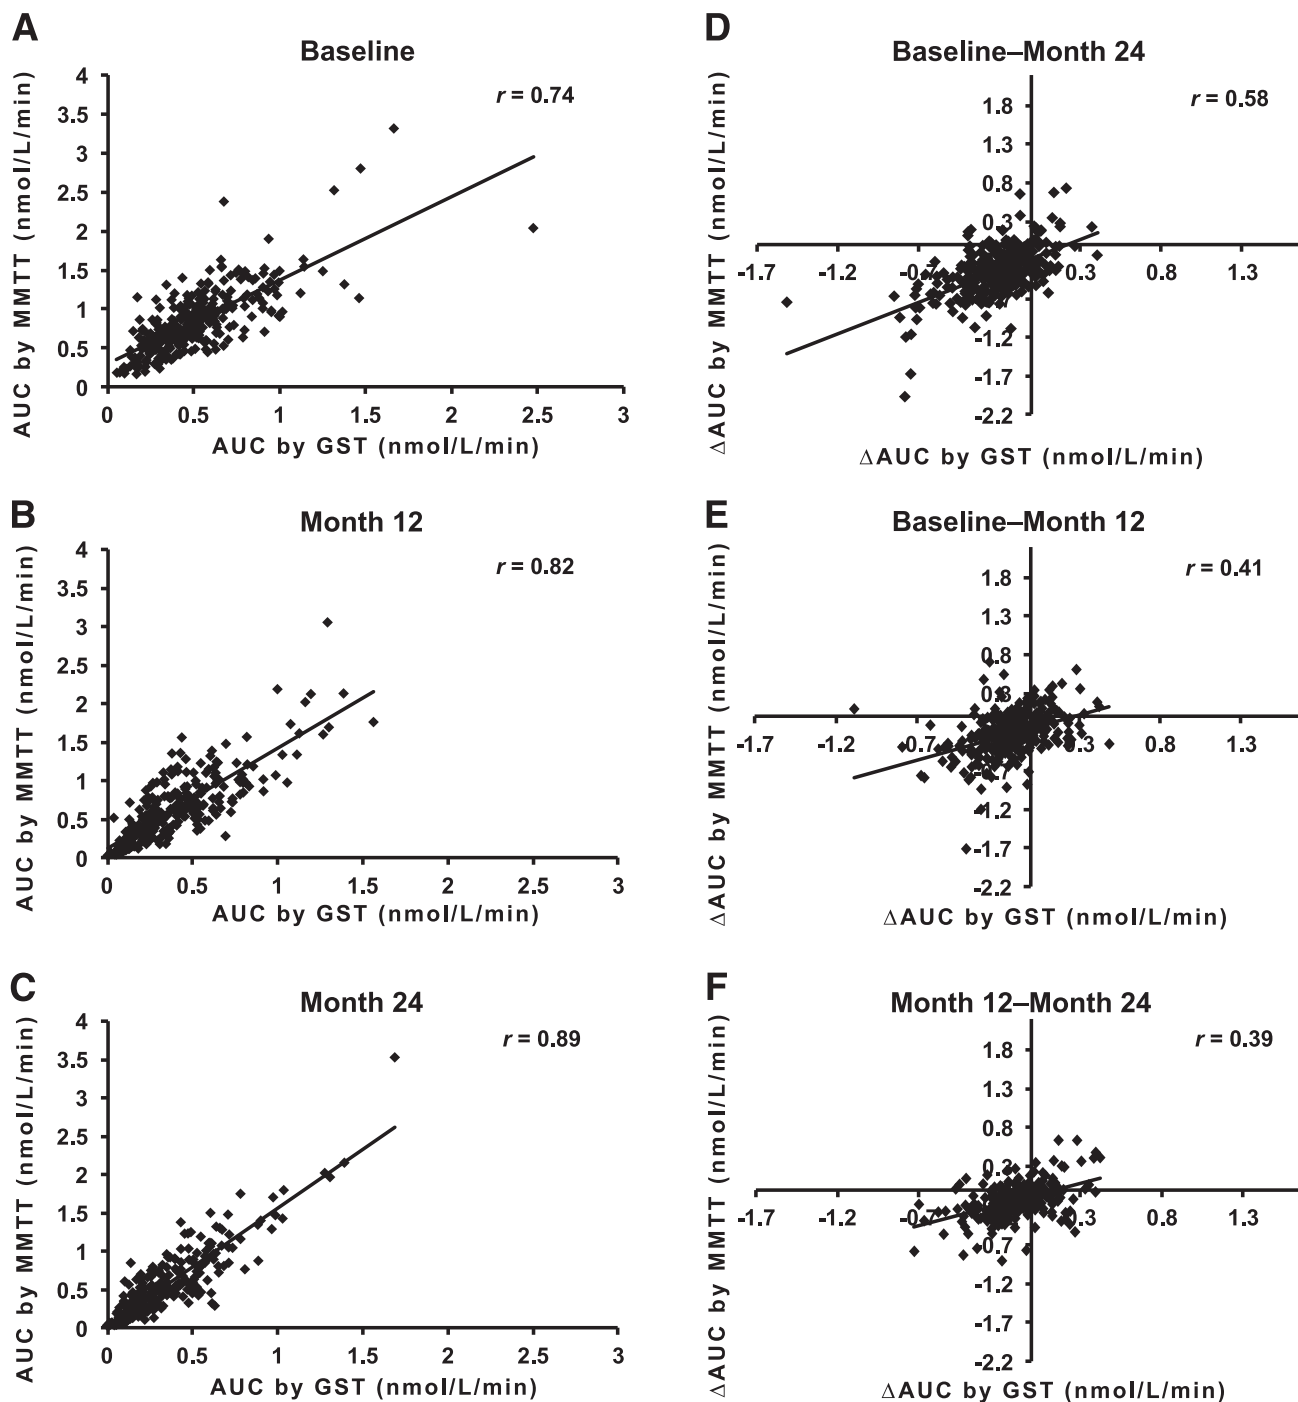 A
Baseline
r = 0.74
AUC by MMTT (nmol/L/min)
4
3.5
3
2.5
2
1.5
1
0.5
0
0 0.5 1 1.5 2 2.5 3
AUC by GST (nmol/L/min)
B
Month 12
r = 0.82
AUC by MMTT (nmol/L/min)
4
3.5
3
2.5
2
1.5
1
0.5
0
0 0.5 1 1.5 2 2.5 3
AUC by GST (nmol/L/min)
C
Month 24
r = 0.89
AUC by MMTT (nmol/L/min)
4
3.5
3
2.5
2
1.5
1
0.5
0
0 0.5 1 1.5 2 2.5 3
AUC by GST (nmol/L/min)
D
Baseline–Month 24
r = 0.58
ΔAUC by MMTT (nmol/L/min)
1.8
1.3
0.8
0.3
-1.7 -1.2 -0.7 0.3 0.8 1.3
-1.2
-1.7
-2.2
ΔAUC by GST (nmol/L/min)
E
Baseline–Month 12
r = 0.41
ΔAUC by MMTT (nmol/L/min)
1.8
1.3
0.8
0.3
-1.7 -1.2 -0.7 0.3 0.8 1.3
-0.7
-1.2
-1.7
-2.2
ΔAUC by GST (nmol/L/min)
F
Month 12–Month 24
r = 0.39
ΔAUC by MMTT (nmol/L/min)
1.8
1.3
0.8
0.3
-1.7 -1.2 -0.7 0.3 0.8 1.3
-0.7
-1.2
-1.7
-2.2
ΔAUC by GST (nmol/L/min)